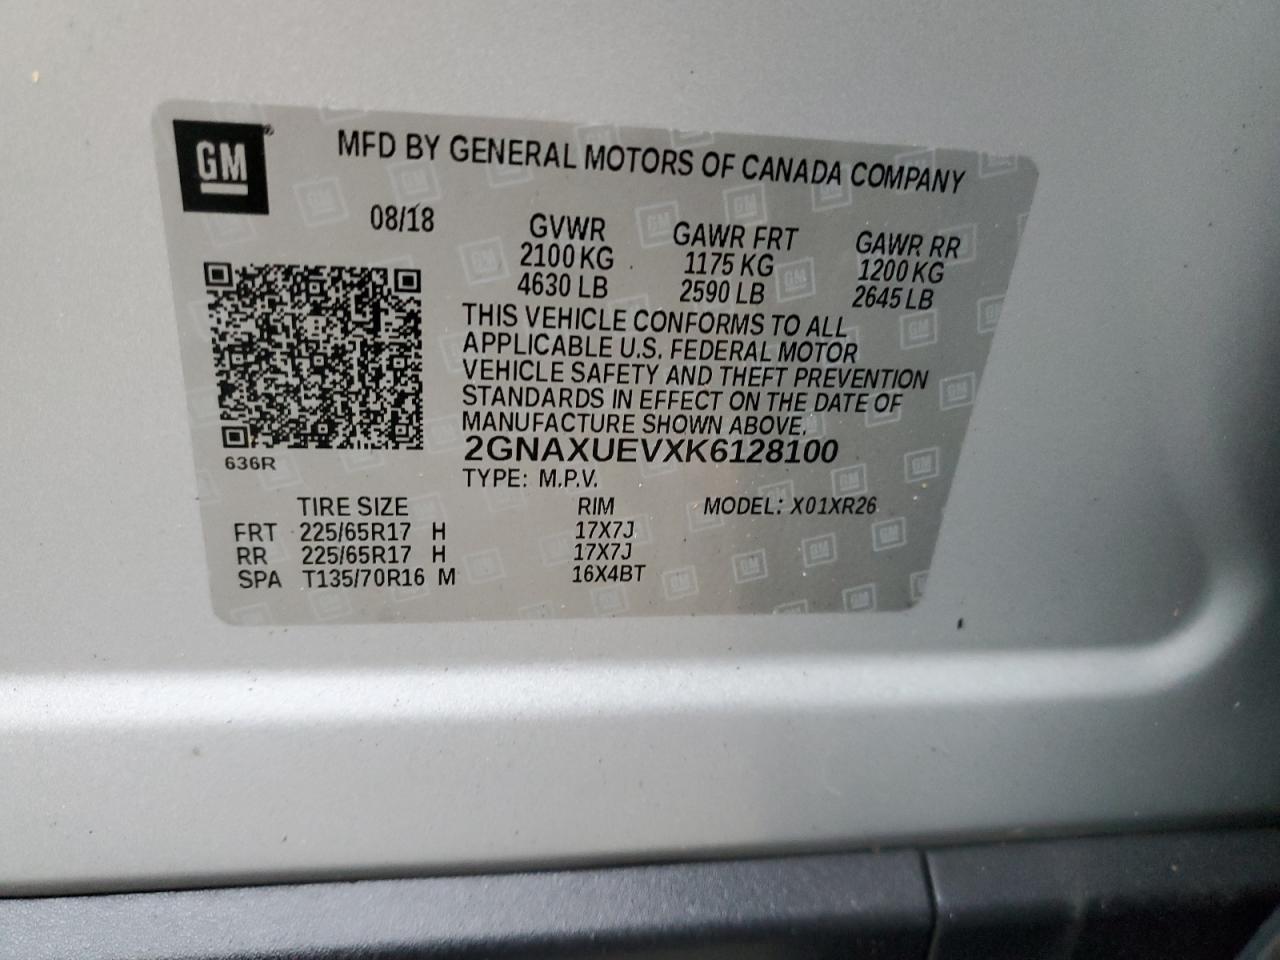 GM
MFD BY GENERAL MOTORS OF CANADA COMPANY
08/18
GVWR GAWR FRT GAWR RR
2100 KG 1175 KG 1200 KG
4630 LB 2590 LB 2645 LB
THIS VEHICLE CONFORMS TO ALL
APPLICABLE U.S. FEDERAL MOTOR
VEHICLE SAFETY AND THEFT PREVENTION
STANDARDS IN EFFECT ON THE DATE OF
MANUFACTURE SHOWN ABOVE.
2GNAXUEVXK6128100
636R
TYPE: M.P.V.
TIRE SIZE RIM MODEL: X01XR26
FRT 225/65R17 H 17X7J
RR 225/65R17 H 17X7J
SPA T135/70R16 M 16X4BT